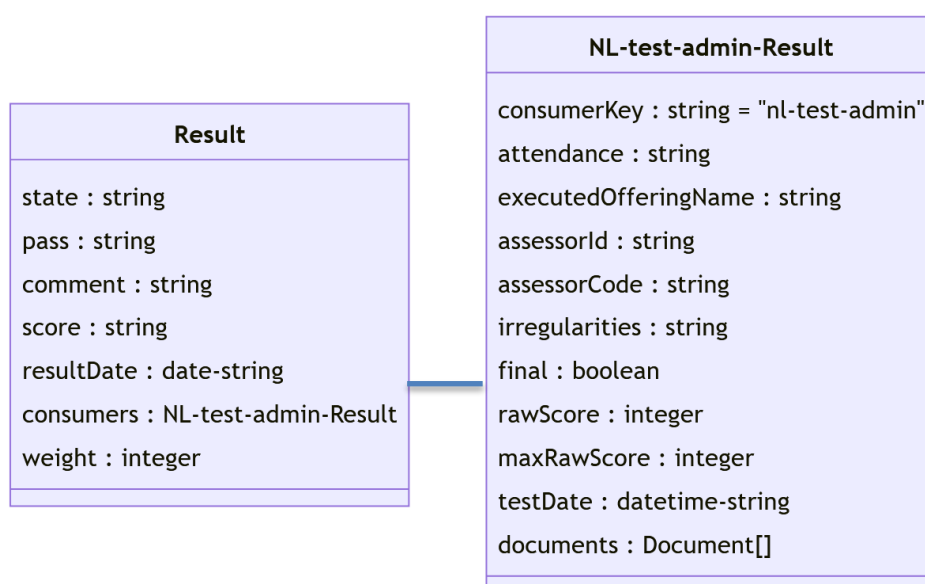 Result
state : string
pass : string
comment : string
score : string
resultDate : date-string
consumers : NL-test-admin-Result
weight : integer
NL-test-admin-Result
consumerKey : string = "nl-test-admin"
attendance : string
executedOfferingName : string
assessorId : string
assessorCode : string
irregularities : string
final : boolean
rawScore : integer
maxRawScore : integer
testDate : datetime-string
documents : Document[]